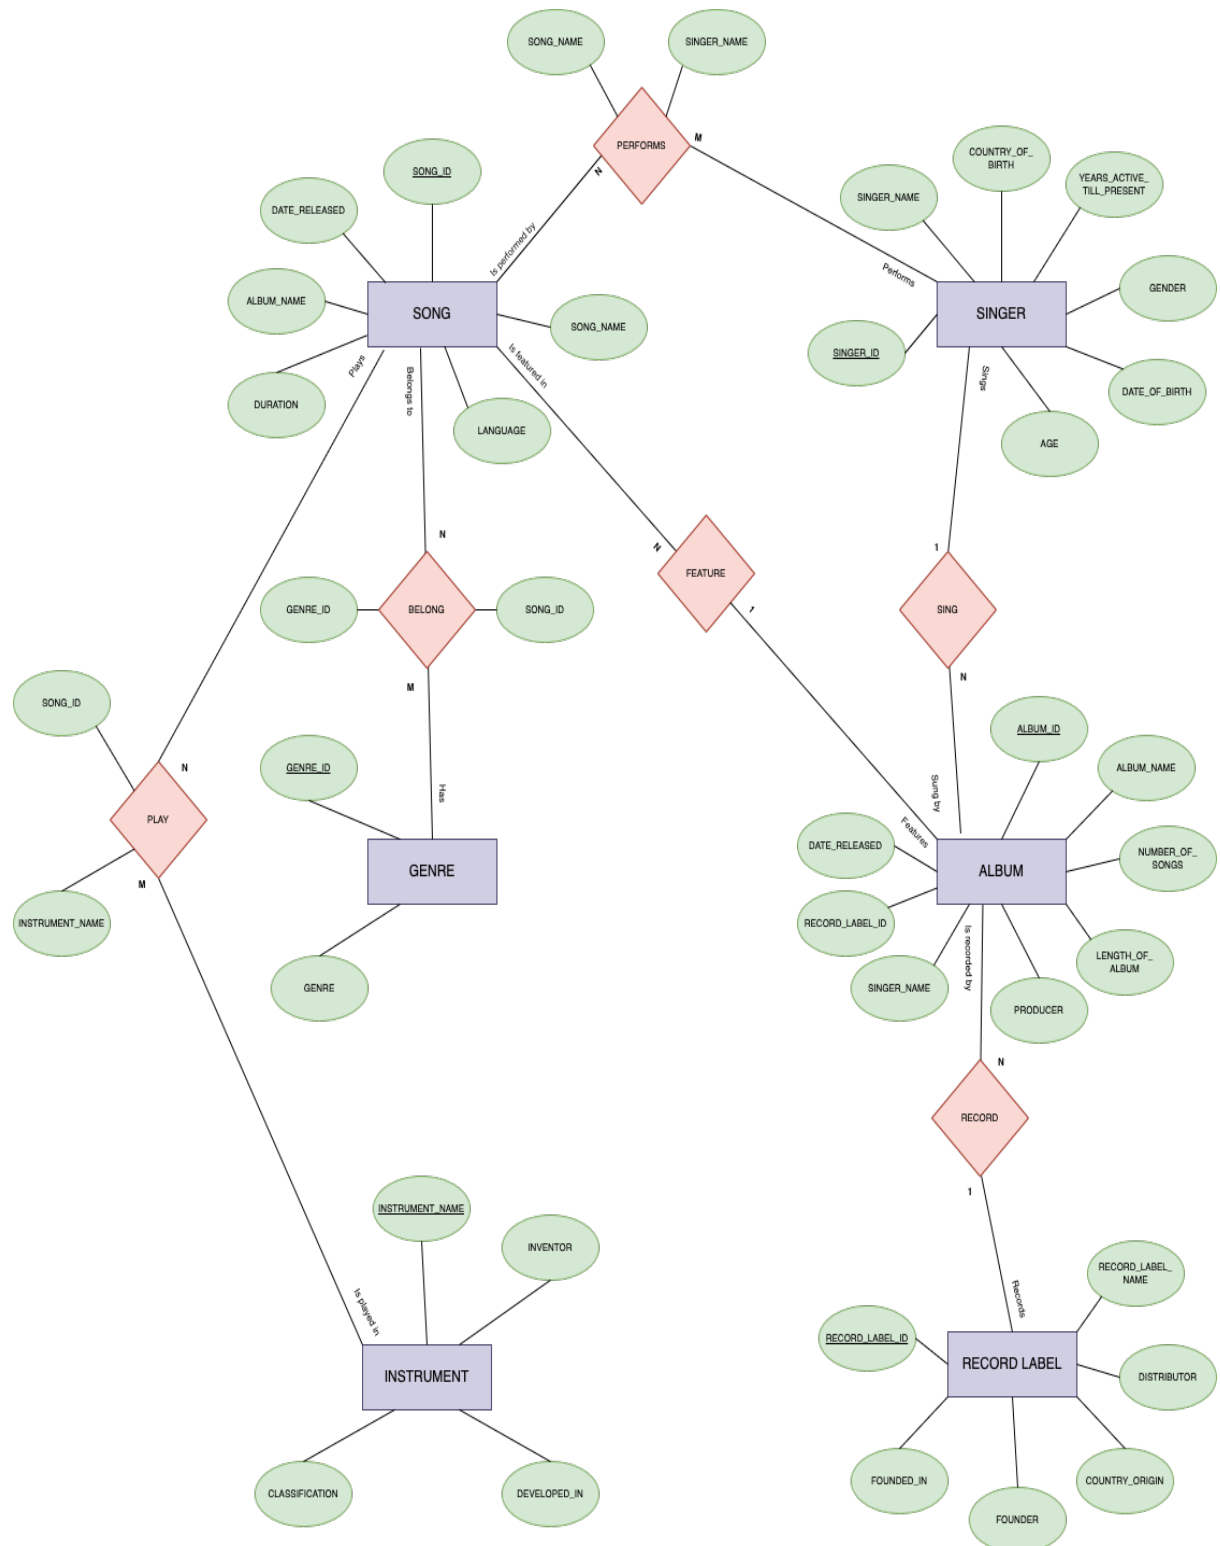 SONG_NAME
SINGER_NAME
PERFORMS
M
N
SONG_ID
COUNTRY_OF_
BIRTH
YEARS_ACTIVE_
TILL_PRESENT
SINGER_NAME
DATE_RELEASED
Is performed by
Performs
GENDER
ALBUM_NAME
SONG
SONG_NAME
SINGER
SINGER_ID
Plays
Belongs to
Is featured in
Sings
DATE_OF_BIRTH
DURATION
LANGUAGE
AGE
N
N
1
FEATURE
1
GENRE_ID
BELONG
SONG_ID
SING
M
N
SONG_ID
ALBUM_ID
GENRE_ID
ALBUM_NAME
N
Has
Sung by
PLAY
Features
DATE_RELEASED
NUMBER_OF_
SONGS
GENRE
ALBUM
M
INSTRUMENT_NAME
RECORD_LABEL_ID
Is recorded by
LENGTH_OF_
ALBUM
GENRE
SINGER_NAME
PRODUCER
N
RECORD
1
INSTRUMENT_NAME
INVENTOR
RECORD_LABEL_
NAME
Is played in
Records
RECORD_LABEL_ID
INSTRUMENT
RECORD LABEL
DISTRIBUTOR
CLASSIFICATION
DEVELOPED_IN
FOUNDED_IN
COUNTRY_ORIGIN
FOUNDER